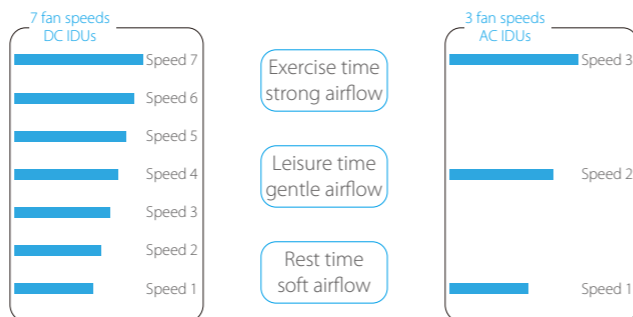 7 fan speeds
DC IDUs
Speed 7
Speed 6
Speed 5
Speed 4
Speed 3
Speed 2
Speed 1
Exercise time
strong airflow
Leisure time
gentle airflow
Rest time
soft airflow
3 fan speeds
AC IDUs
Speed 3
Speed 2
Speed 1